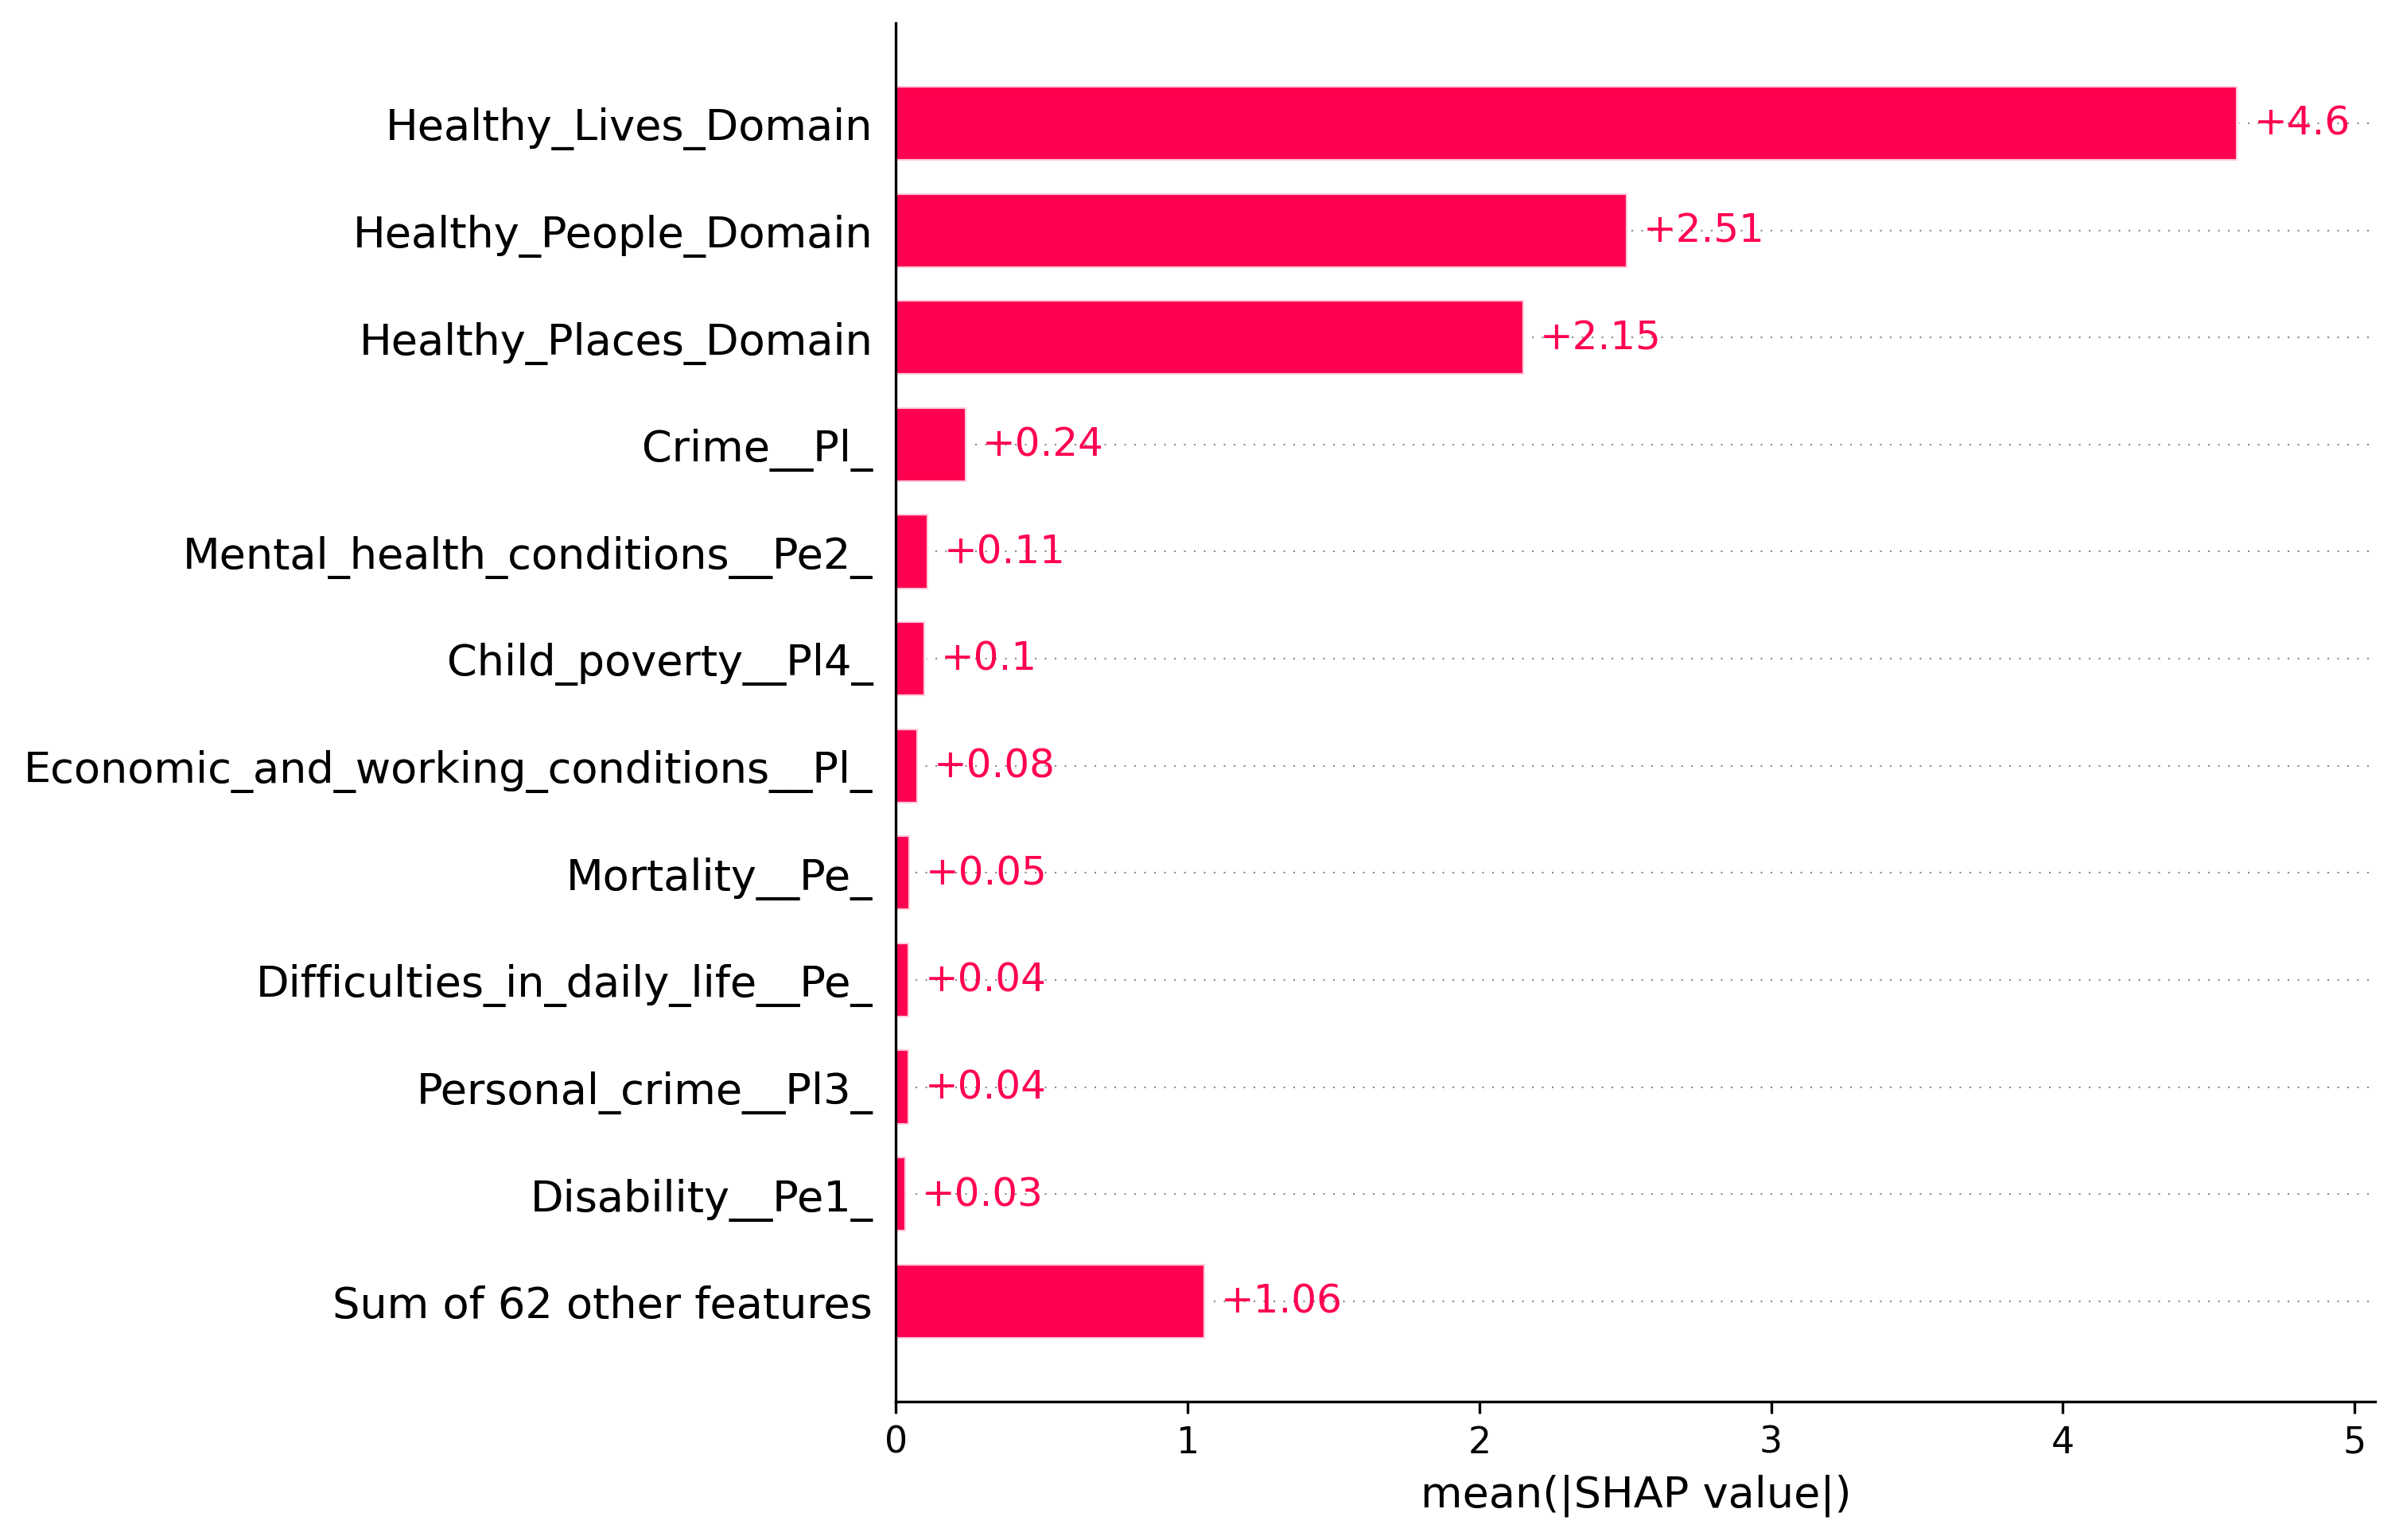 Healthy_Lives_Domain +4.6
Healthy_People_Domain +2.51
Healthy_Places_Domain +2.15
Crime__Pl_ +0.24
Mental_health_conditions__Pe2_ +0.11
Child_poverty__Pl4_ +0.1
Economic_and_working_conditions__Pl_ +0.08
Mortality__Pe_ +0.05
Difficulties_in_daily_life__Pe_ +0.04
Personal_crime__Pl3_ +0.04
Disability__Pe1_ +0.03
Sum of 62 other features +1.06
0 1 2 3 4 5
mean(|SHAP value|)